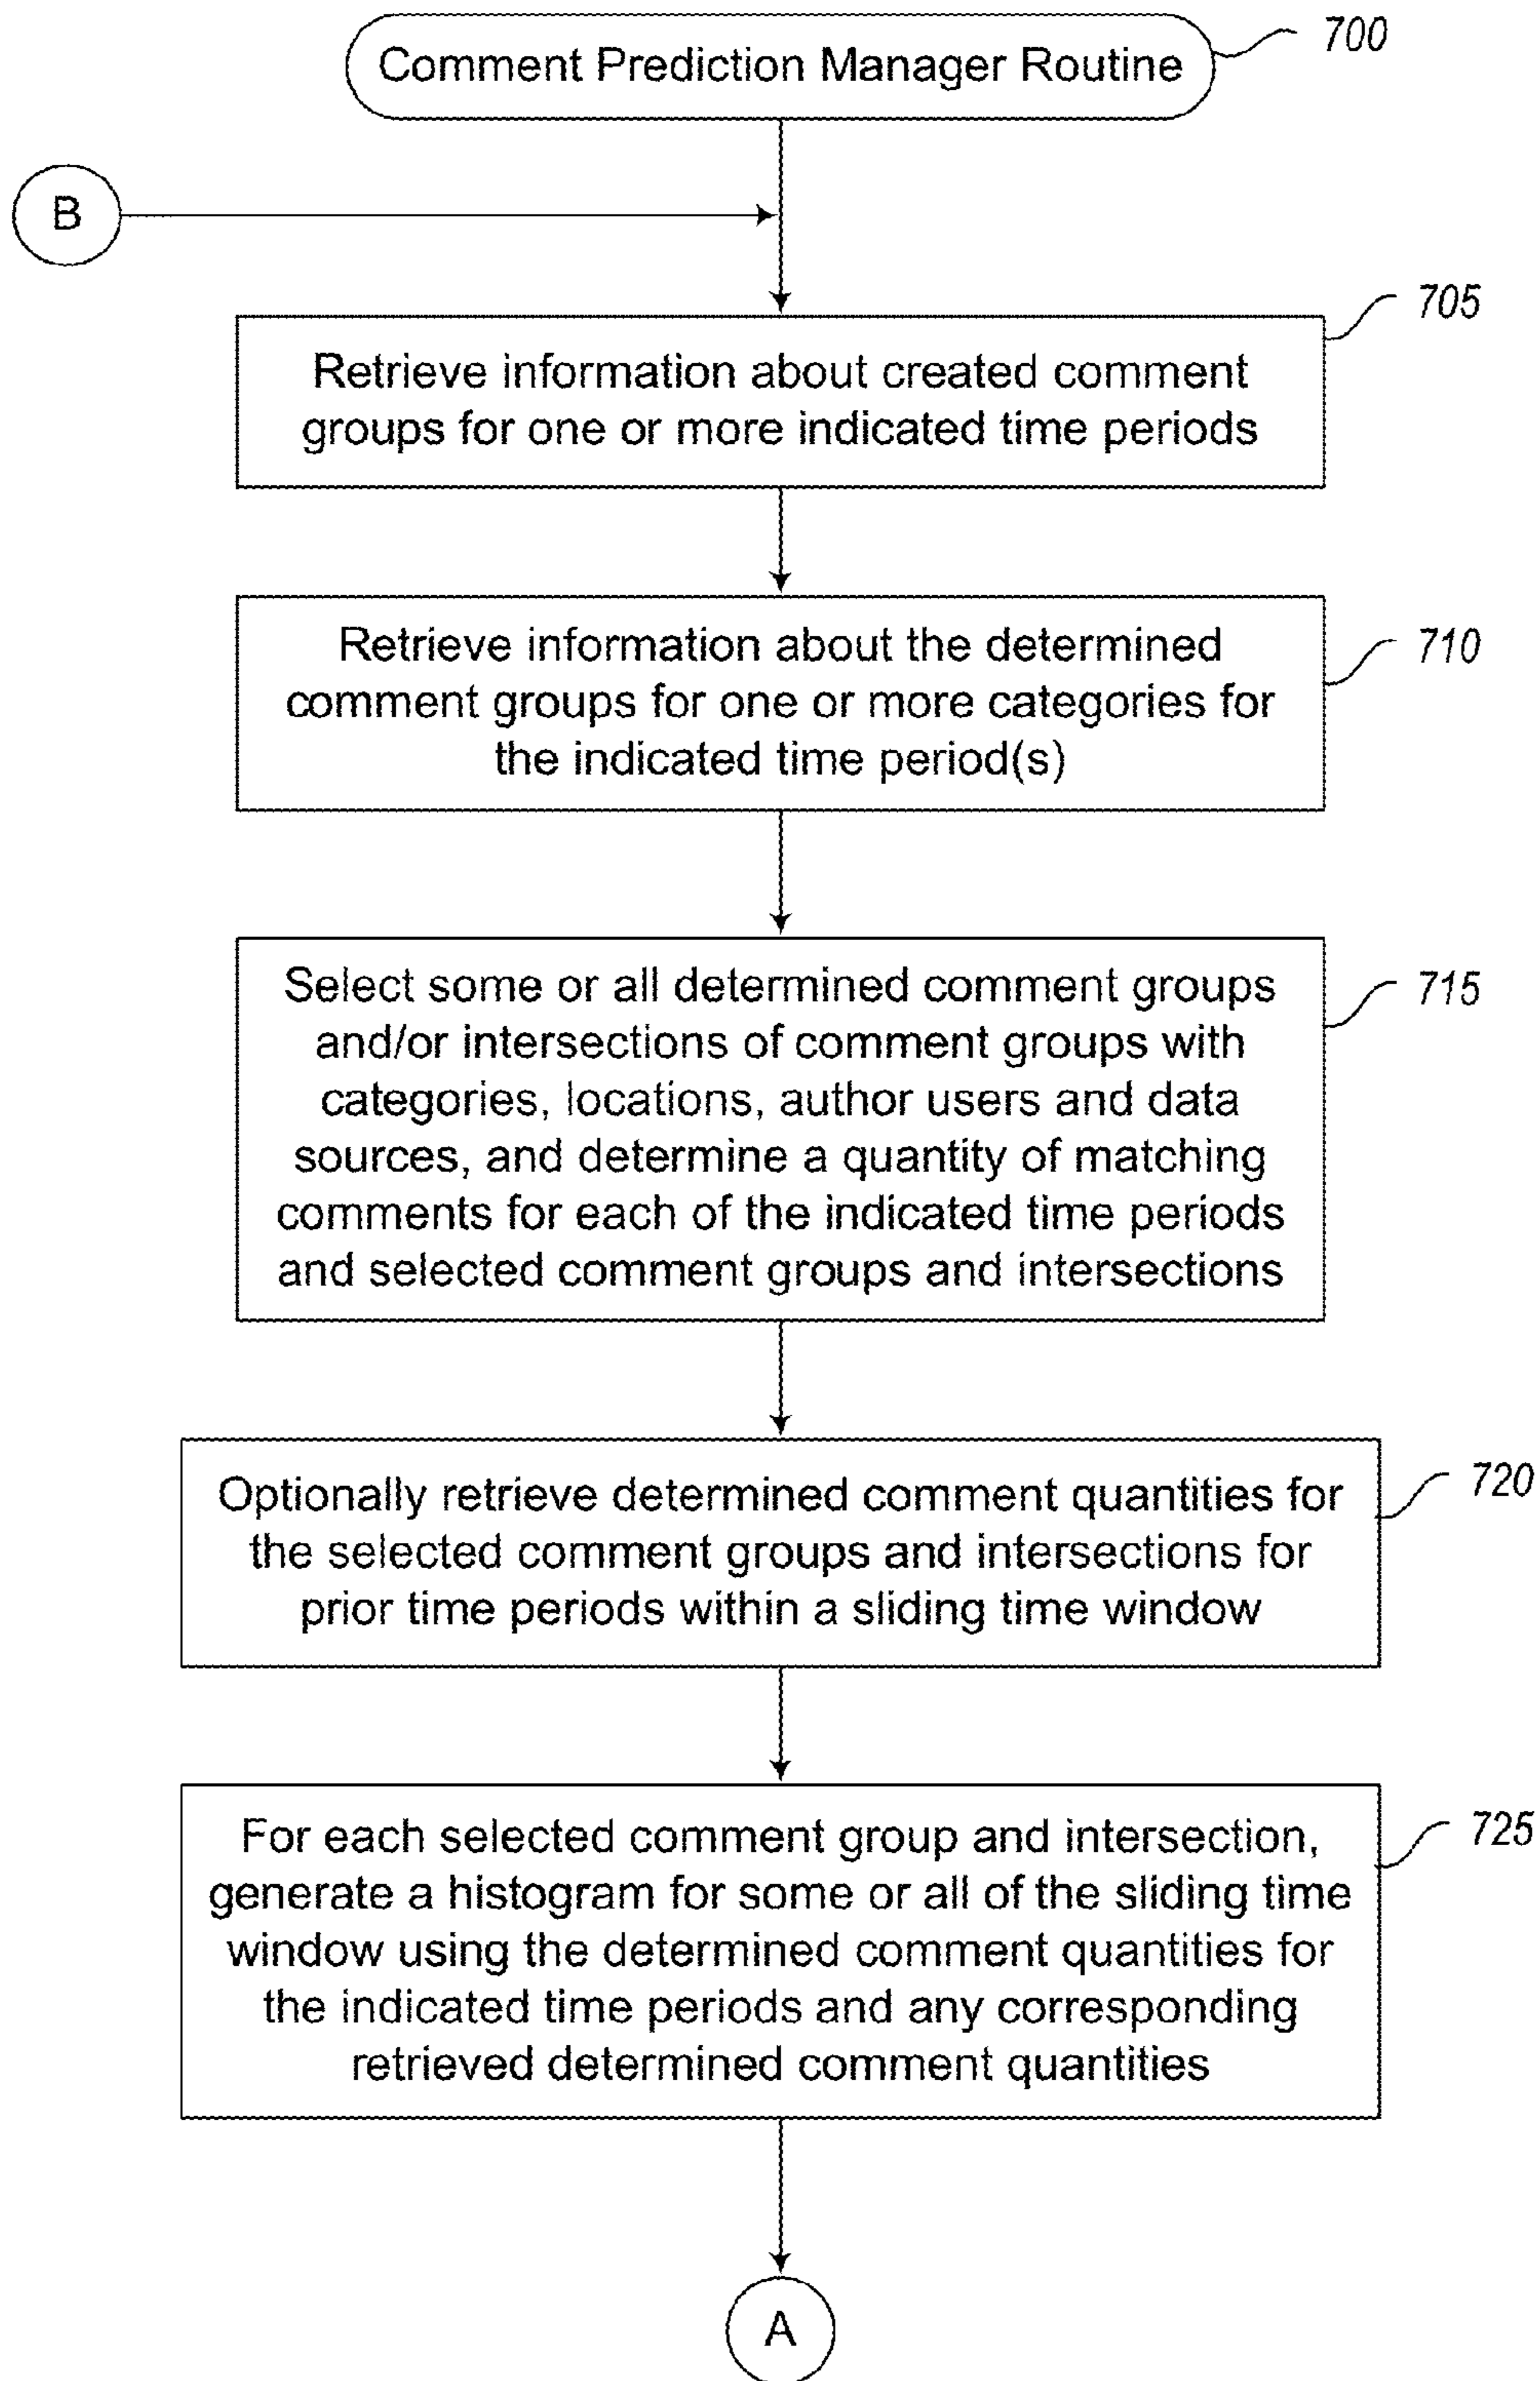 Comment Prediction Manager Routine
700
B
705
Retrieve information about created comment
groups for one or more indicated time periods
710
Retrieve information about the determined
comment groups for one or more categories for
the indicated time period(s)
715
Select some or all determined comment groups
and/or intersections of comment groups with
categories, locations, author users and data
sources, and determine a quantity of matching
comments for each of the indicated time periods
and selected comment groups and intersections
720
Optionally retrieve determined comment quantities for
the selected comment groups and intersections for
prior time periods within a sliding time window
725
For each selected comment group and intersection,
generate a histogram for some or all of the sliding time
window using the determined comment quantities for
the indicated time periods and any corresponding
retrieved determined comment quantities
A